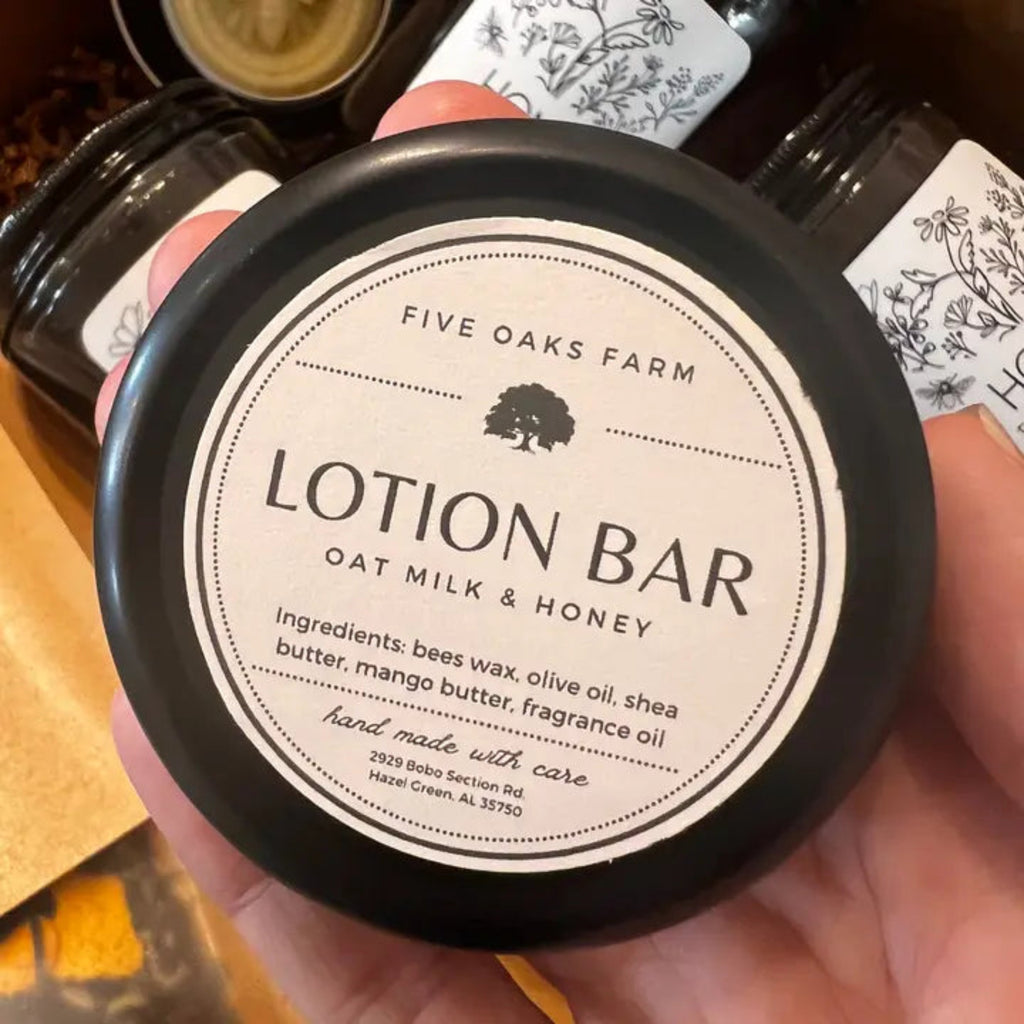 FIVE OAKS FARM
LOTION BAR
OAT MILK & HONEY
Ingredients: bees wax, olive oil, shea
butter, mango butter, fragrance oil
hand made with care
2929 Bobo Section Rd.
Hazel Green, AL 35750